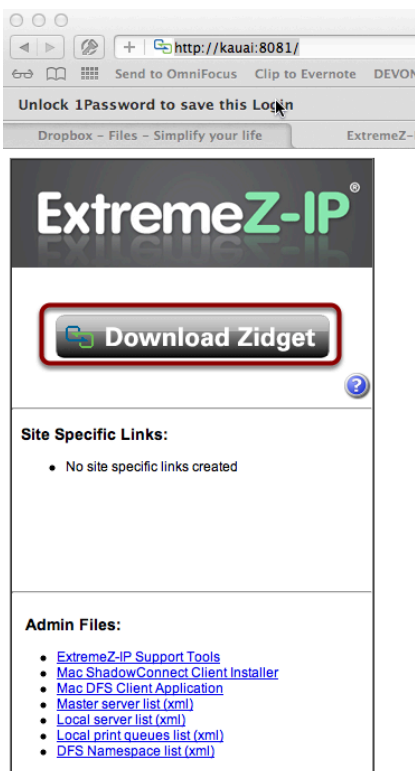 http://kauai:8081/
Send to OmniFocus Clip to Evernote DEVON
Unlock 1Password to save this Login
Dropbox – Files – Simplify your life ExtremeZ-
ExtremeZ-IP®
Download Zidget
?
Site Specific Links:
• No site specific links created
Admin Files:
• ExtremeZ-IP Support Tools
• Mac ShadowConnect Client Installer
• Mac DFS Client Application
• Master server list (xml)
• Local server list (xml)
• Local print queues list (xml)
• DFS Namespace list (xml)